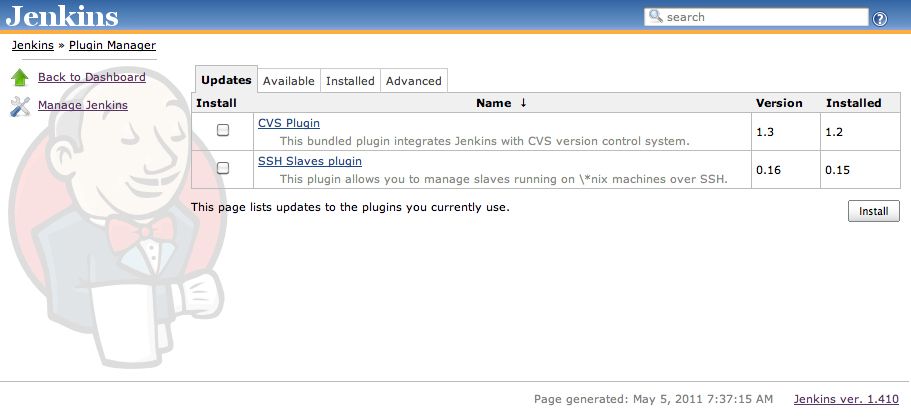 Jenkins
search
?
Jenkins » Plugin Manager
Back to Dashboard
Manage Jenkins
Updates Available Installed Advanced
Install Name ↓ Version Installed
CVS Plugin
This bundled plugin integrates Jenkins with CVS version control system.
1.3 1.2
SSH Slaves plugin
This plugin allows you to manage slaves running on \*nix machines over SSH.
0.16 0.15
This page lists updates to the plugins you currently use.
Install
Page generated: May 5, 2011 7:37:15 AM Jenkins ver. 1.410